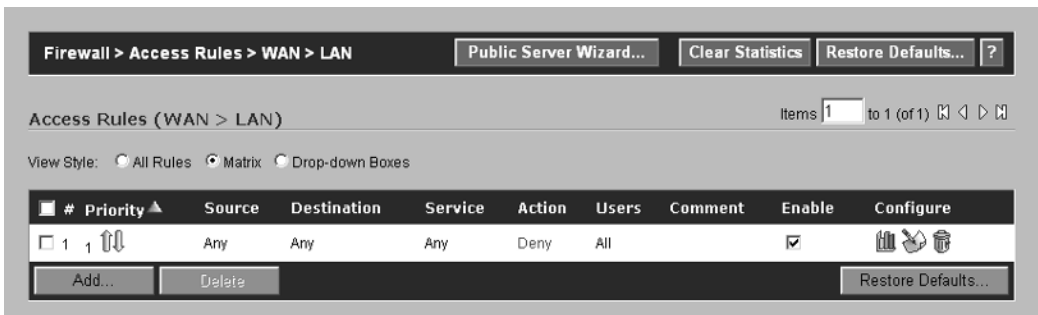 Firewall > Access Rules > WAN > LAN Public Server Wizard... Clear Statistics Restore Defaults... ?
Access Rules (WAN > LAN) Items 1 to 1 (of 1)
View Style: All Rules Matrix Drop-down Boxes
# Priority Source Destination Service Action Users Comment Enable Configure
1 1 Any Any Any Deny All
Add... Delete Restore Defaults...